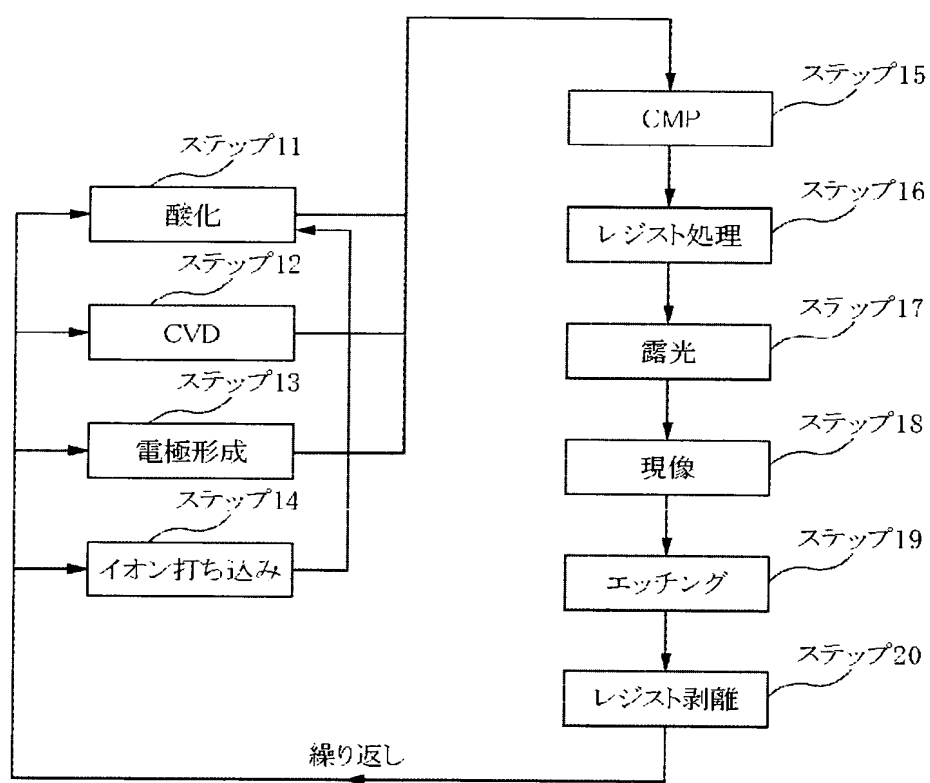 ステップ11
酸化
ステップ12
CVD
ステップ13
電極形成
ステップ14
イオン打ち込み
ステップ15
CMP
ステップ16
レジスト処理
ステップ17
露光
ステップ18
現像
ステップ19
エッチング
ステップ20
レジスト剥離
繰り返し